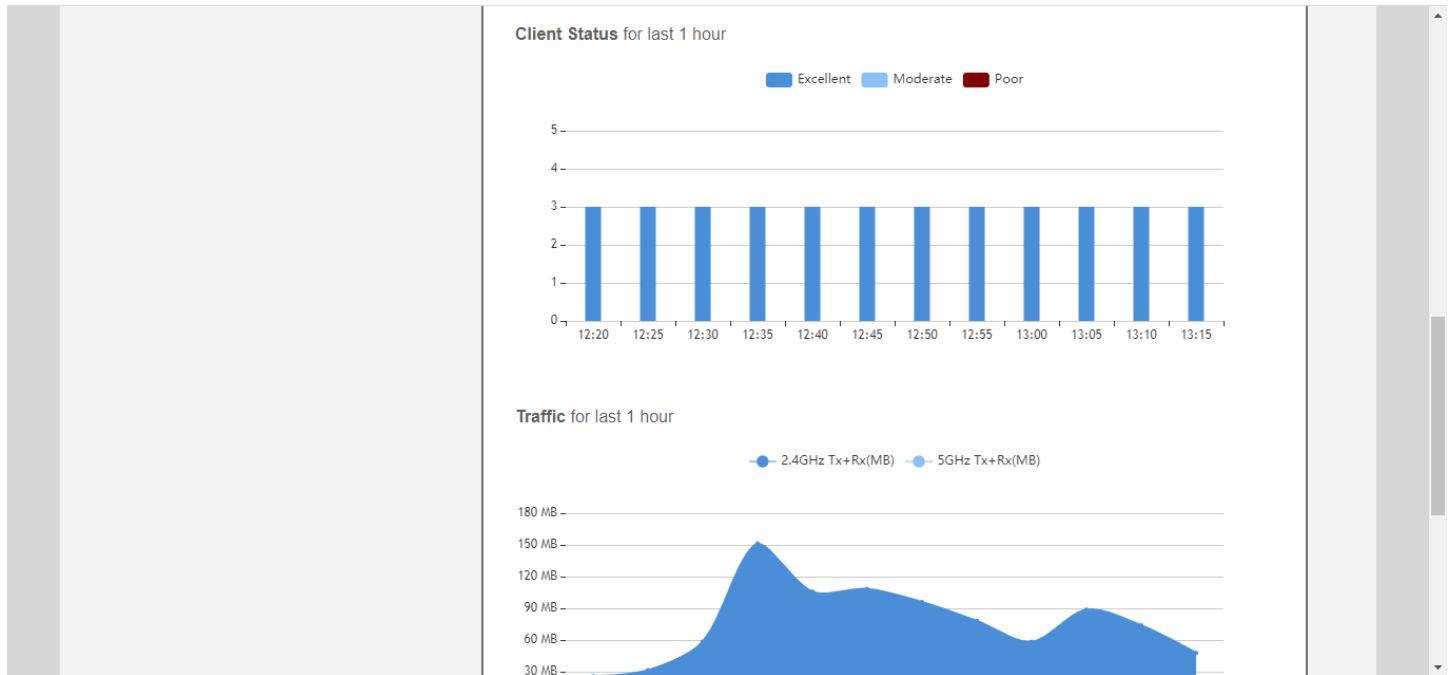 Client Status for last 1 hour
Excellent Moderate Poor
5
4
3
2
1
0
12:20 12:25 12:30 12:35 12:40 12:45 12:50 12:55 13:00 13:05 13:10 13:15
Traffic for last 1 hour
2.4GHz Tx+Rx(MB) 5GHz Tx+Rx(MB)
180 MB
150 MB
120 MB
90 MB
60 MB
30 MB